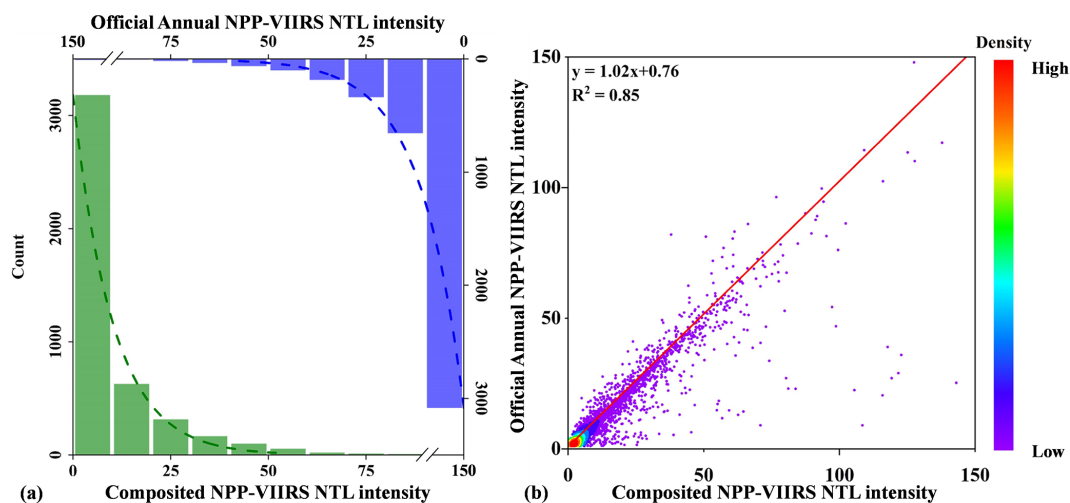 Official Annual NPP-VIIRS NTL intensity
150 75 50 25 0
0
1000
2000
3000
Count
3000
2000
1000
0
0 25 50 75 150
(a) Composited NPP-VIIRS NTL intensity
y = 1.02x+0.76
R² = 0.85
Official Annual NPP-VIIRS NTL intensity
150
100
50
0
0 50 100 150
(b) Composited NPP-VIIRS NTL intensity
Density
High
Low